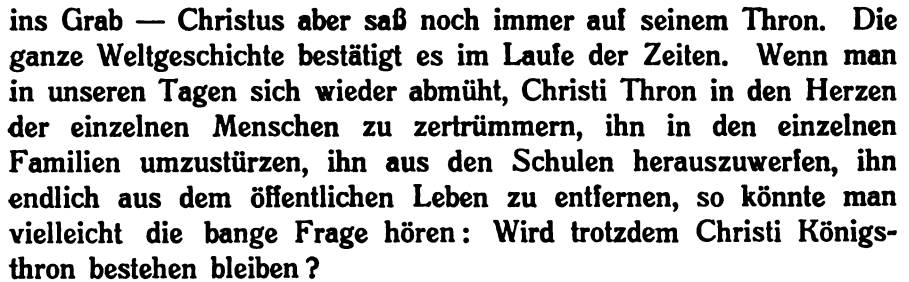 ins Grab — Christus aber saß noch immer auf seinem Thron. Die
ganze Weltgeschichte bestätigt es im Laufe der Zeiten. Wenn man
in unseren Tagen sich wieder abmüht, Christi Thron in den Herzen
der einzelnen Menschen zu zertrümmern, ihn in den einzelnen
Familien umzustürzen, ihn aus den Schulen herauszuwerfen, ihn
endlich aus dem öffentlichen Leben zu entfernen, so könnte man
vielleicht die bange Frage hören: Wird trotzdem Christi Königs-
thron bestehen bleiben?